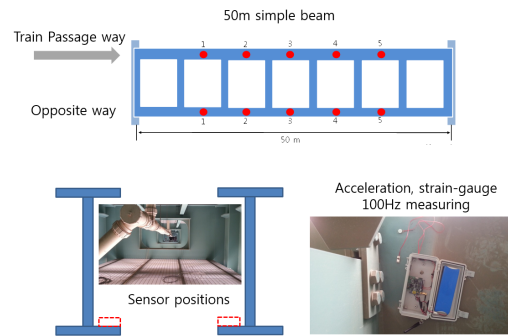 50m simple beam
Train Passage way
1 2 3 4 5
Opposite way
1 2 3 4 5
50 m
Acceleration, strain-gauge
100Hz measuring
Sensor positions